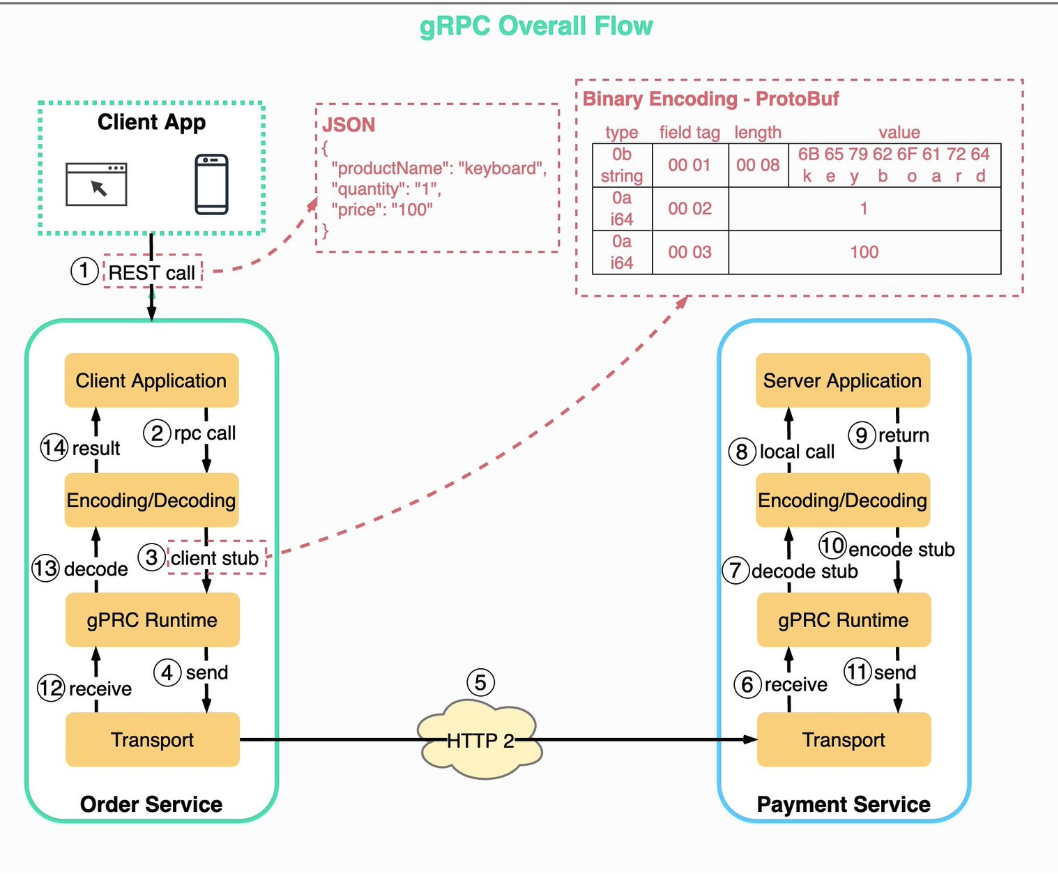 gRPC Overall Flow
Client App
JSON
{
"productName": "keyboard",
"quantity": "1",
"price": "100"
}
Binary Encoding - ProtoBuf
type field tag length value
0b string 00 01 00 08 6B 65 79 62 6F 61 72 64
k e y b o a r d
0a i64 00 02 1
0a i64 00 03 100
1 REST call
Client Application
2 rpc call
14 result
Encoding/Decoding
3 client stub
13 decode
gPRC Runtime
4 send
12 receive
Transport
Order Service
5
HTTP 2
Server Application
8 local call
9 return
Encoding/Decoding
10 encode stub
7 decode stub
gPRC Runtime
6 receive
11 send
Transport
Payment Service